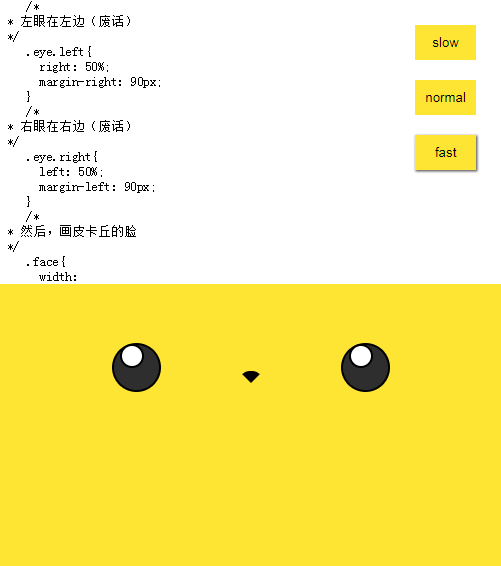 /*
* 左眼在左边（废话）
*/
.eye.left{
right: 50%;
margin-right: 90px;
}
/*
* 右眼在右边（废话）
*/
.eye.right{
left: 50%;
margin-left: 90px;
}
/*
* 然后，画皮卡丘的脸
*/
.face{
width:
slow
normal
fast